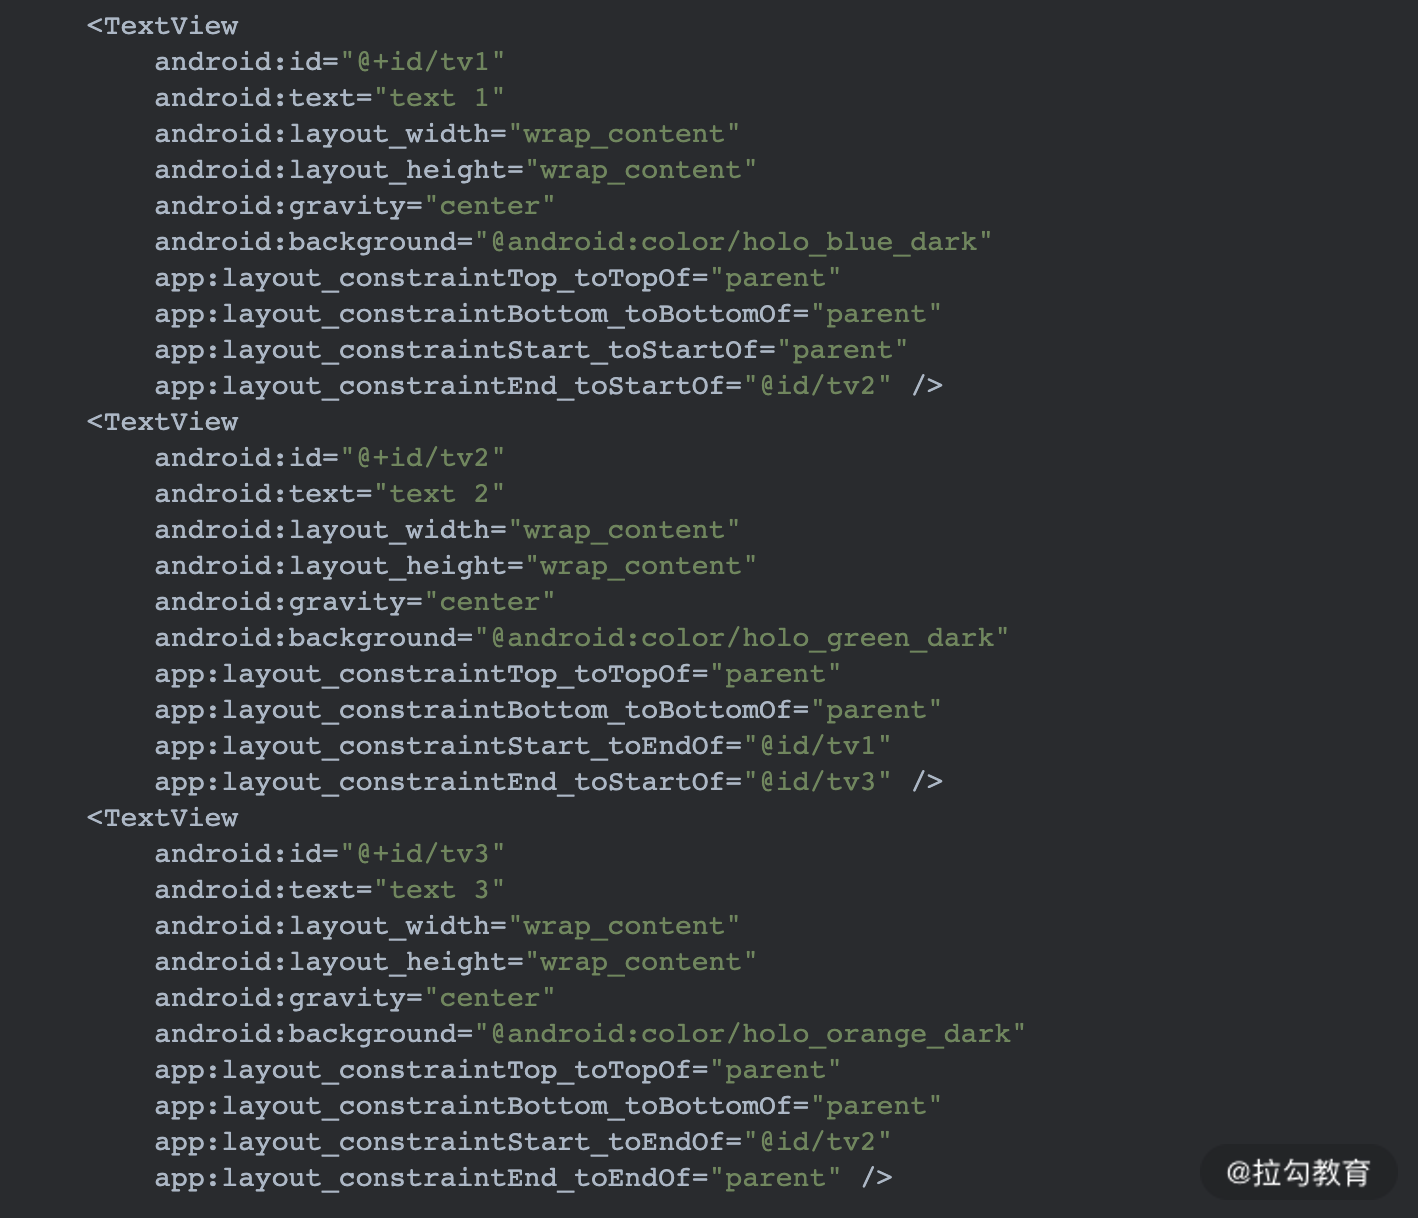 <TextView
android:id="@+id/tv1"
android:text="text 1"
android:layout_width="wrap_content"
android:layout_height="wrap_content"
android:gravity="center"
android:background="@android:color/holo_blue_dark"
app:layout_constraintTop_toTopOf="parent"
app:layout_constraintBottom_toBottomOf="parent"
app:layout_constraintStart_toStartOf="parent"
app:layout_constraintEnd_toStartOf="@id/tv2" />
<TextView
android:id="@+id/tv2"
android:text="text 2"
android:layout_width="wrap_content"
android:layout_height="wrap_content"
android:gravity="center"
android:background="@android:color/holo_green_dark"
app:layout_constraintTop_toTopOf="parent"
app:layout_constraintBottom_toBottomOf="parent"
app:layout_constraintStart_toEndOf="@id/tv1"
app:layout_constraintEnd_toStartOf="@id/tv3" />
<TextView
android:id="@+id/tv3"
android:text="text 3"
android:layout_width="wrap_content"
android:layout_height="wrap_content"
android:gravity="center"
android:background="@android:color/holo_orange_dark"
app:layout_constraintTop_toTopOf="parent"
app:layout_constraintBottom_toBottomOf="parent"
app:layout_constraintStart_toEndOf="@id/tv2"
app:layout_constraintEnd_toEndOf="parent" />
@拉勾教育